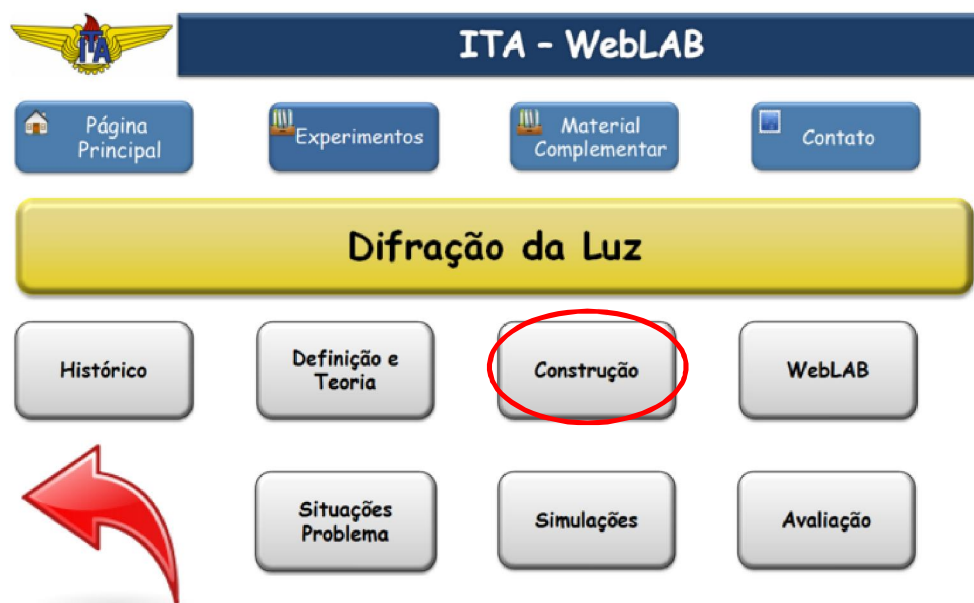 ITA
ITA - WebLAB
Página
Principal
Experimentos
Material
Complementar
Contato
Difração da Luz
Histórico
Definição e
Teoria
Construção
WebLAB
Situações
Problema
Simulações
Avaliação